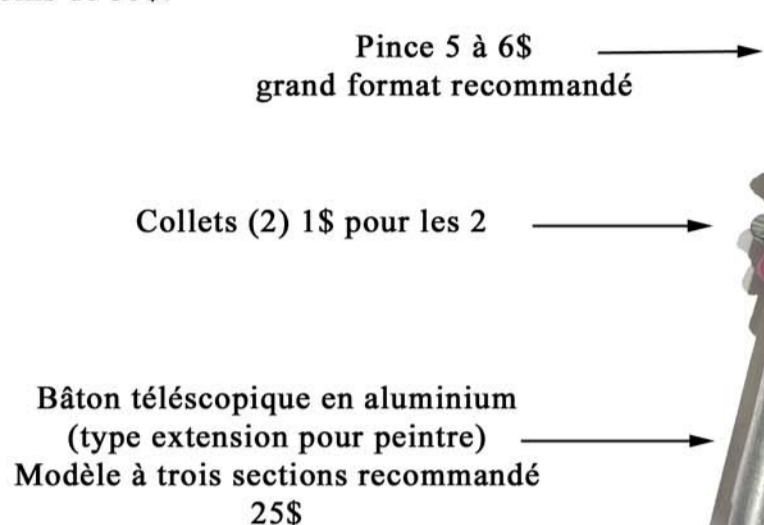 Pince 5 à 6$
grand format recommandé
Collets (2) 1$ pour les 2
Bâton téléscopique en aluminium
(type extension pour peintre)
Modèle à trois sections recommandé
25$